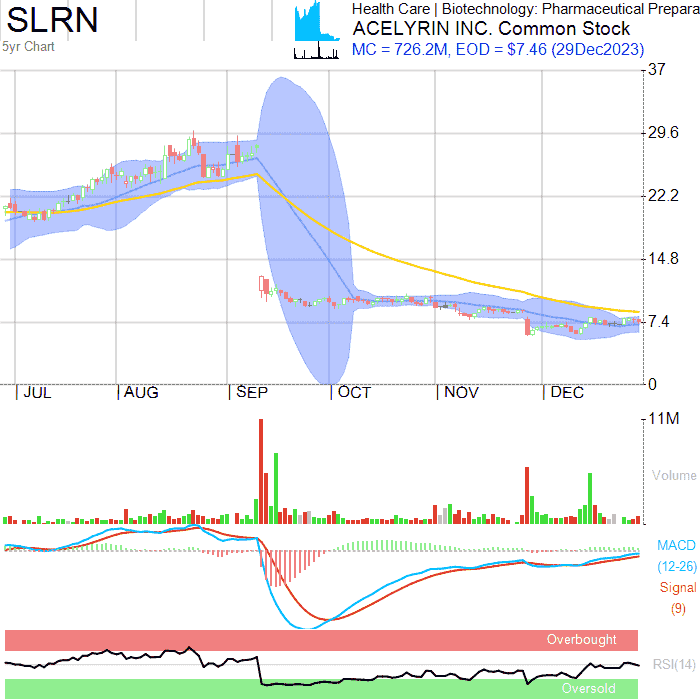 SLRN
5yr Chart
Health Care | Biotechnology: Pharmaceutical Prepara
ACELYRIN INC. Common Stock
MC = 726.2M, EOD = $7.46 (29Dec2023)
37
29.6
22.2
14.8
7.4
0
JUL AUG SEP OCT NOV DEC
11M
Volume
MACD
(12-26)
Signal
(9)
Overbought
RSI(14)
Oversold